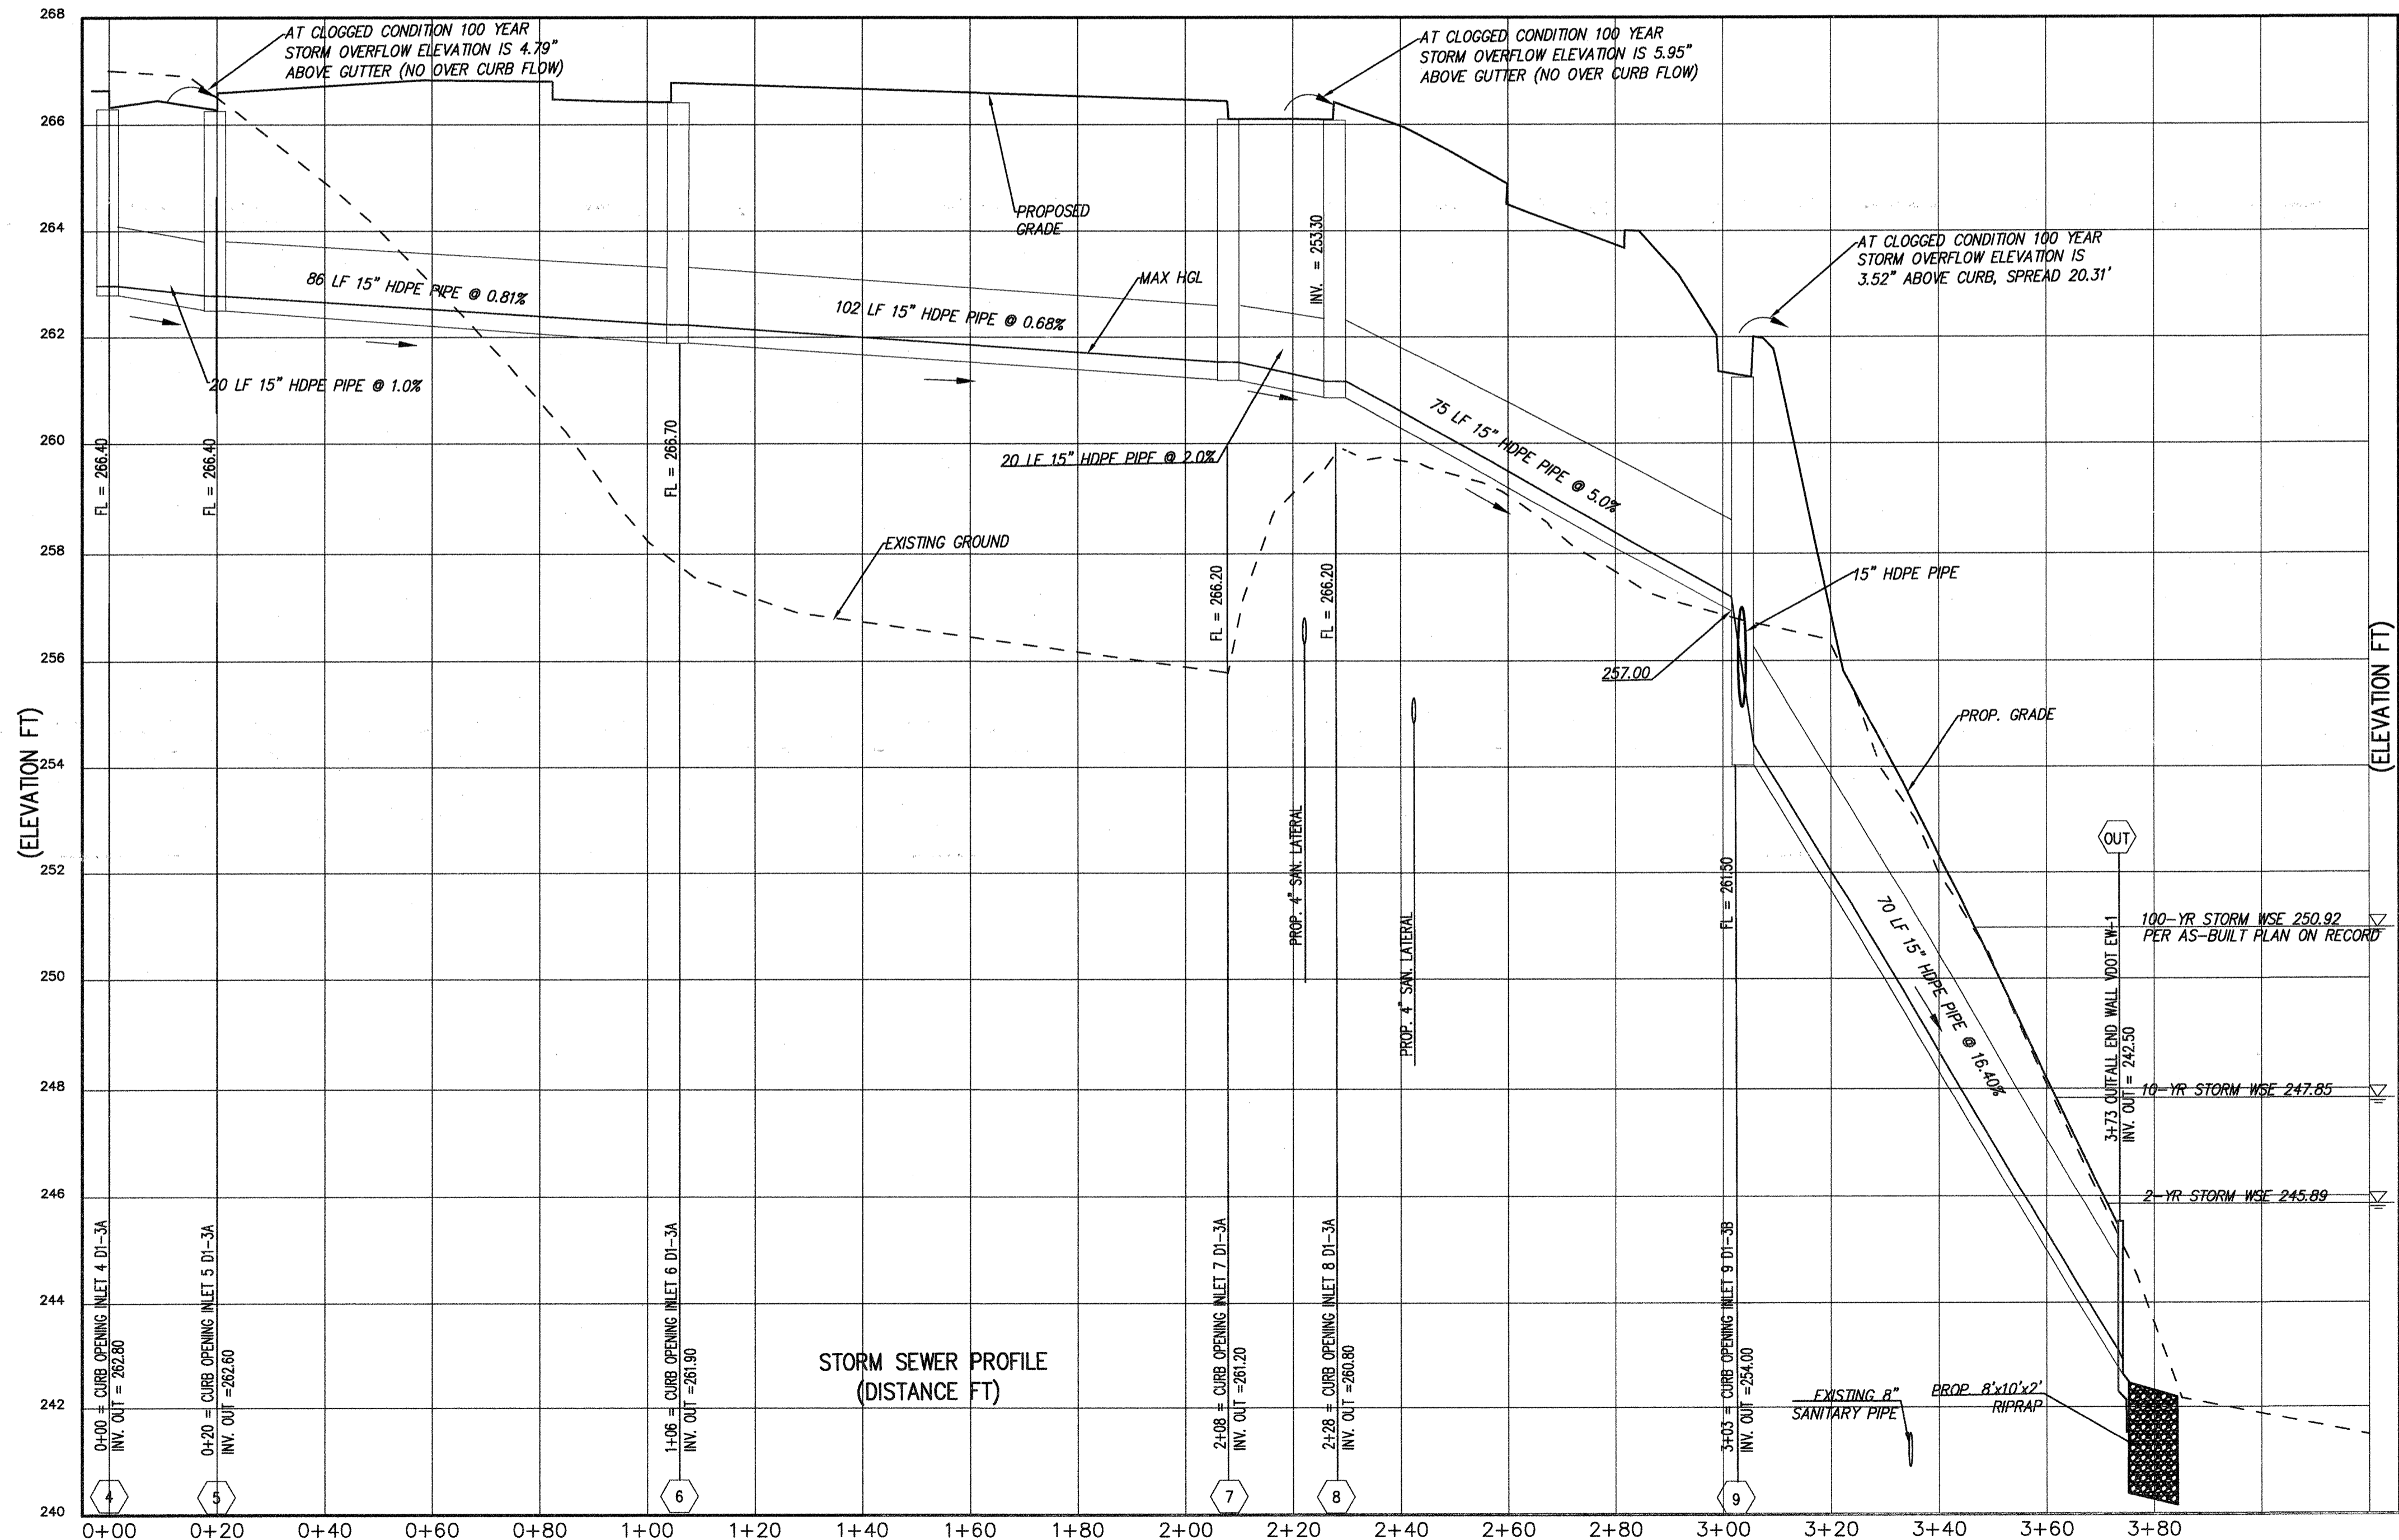 268
266
264
262
260
258
256
254
252
250
248
246
244
242
240
(ELEVATION FT)
(ELEVATION FT)
AT CLOGGED CONDITION 100 YEAR
STORM OVERFLOW ELEVATION IS 4.79"
ABOVE GUTTER (NO OVER CURB FLOW)
AT CLOGGED CONDITION 100 YEAR
STORM OVERFLOW ELEVATION IS 5.95"
ABOVE GUTTER (NO OVER CURB FLOW)
AT CLOGGED CONDITION 100 YEAR
STORM OVERFLOW ELEVATION IS
3.52" ABOVE CURB, SPREAD 20.31'
PROPOSED
GRADE
INV. = 253.30
MAX HGL
86 LF 15" HDPE PIPE @ 0.81%
102 LF 15" HDPE PIPE @ 0.68%
20 LF 15" HDPE PIPE @ 1.0%
20 LF 15" HDPE PIPE @ 2.0%
75 LF 15" HDPE PIPE @ 5.0%
FL = 266.40
FL = 266.40
FL = 266.70
FL = 266.20
FL = 266.20
FL = 261.50
EXISTING GROUND
15" HDPE PIPE
257.00
PROP. GRADE
PROP. 4" SAN. LATERAL
PROP. 4" SAN. LATERAL
70 LF 15" HDPE PIPE @ 16.40%
OUT
3+73 OUTFALL END WALL VDOT EW-1
INV. OUT = 242.50
100-YR STORM WSE 250.92
PER AS-BUILT PLAN ON RECORD
10-YR STORM WSE 247.85
2-YR STORM WSE 245.89
0+00 = CURB OPENING INLET 4 D1-3A
INV. OUT = 262.80
0+20 = CURB OPENING INLET 5 D1-3A
INV. OUT =262.60
1+06 = CURB OPENING INLET 6 D1-3A
INV. OUT =261.90
2+08 = CURB OPENING INLET 7 D1-3A
INV. OUT =261.20
2+28 = CURB OPENING INLET 8 D1-3A
INV. OUT =260.80
3+03 = CURB OPENING INLET 9 D1-3B
INV. OUT =254.00
STORM SEWER PROFILE
(DISTANCE FT)
EXISTING 8"
SANITARY PIPE
PROP. 8'x10'x2'
RIPRAP
4
5
6
7
8
9
0+00 0+20 0+40 0+60 0+80 1+00 1+20 1+40 1+60 1+80 2+00 2+20 2+40 2+60 2+80 3+00 3+20 3+40 3+60 3+80